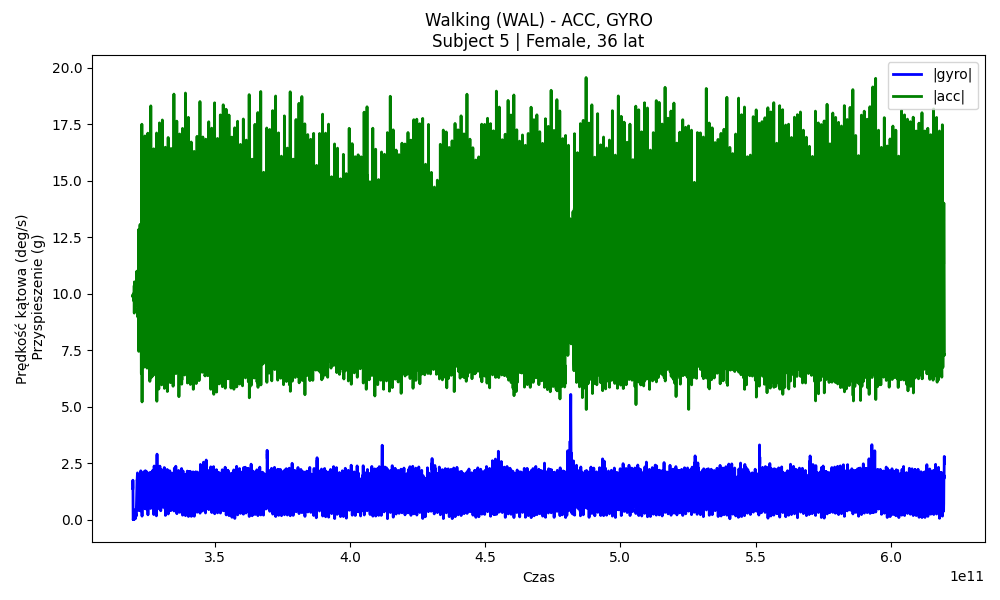 Walking (WAL) - ACC, GYRO
Subject 5 | Female, 36 lat
|gyro|
|acc|
Prędkość kątowa (deg/s)
Przyspieszenie (g)
20.0
17.5
15.0
12.5
10.0
7.5
5.0
2.5
0.0
3.5 4.0 4.5 5.0 5.5 6.0
1e11
Czas